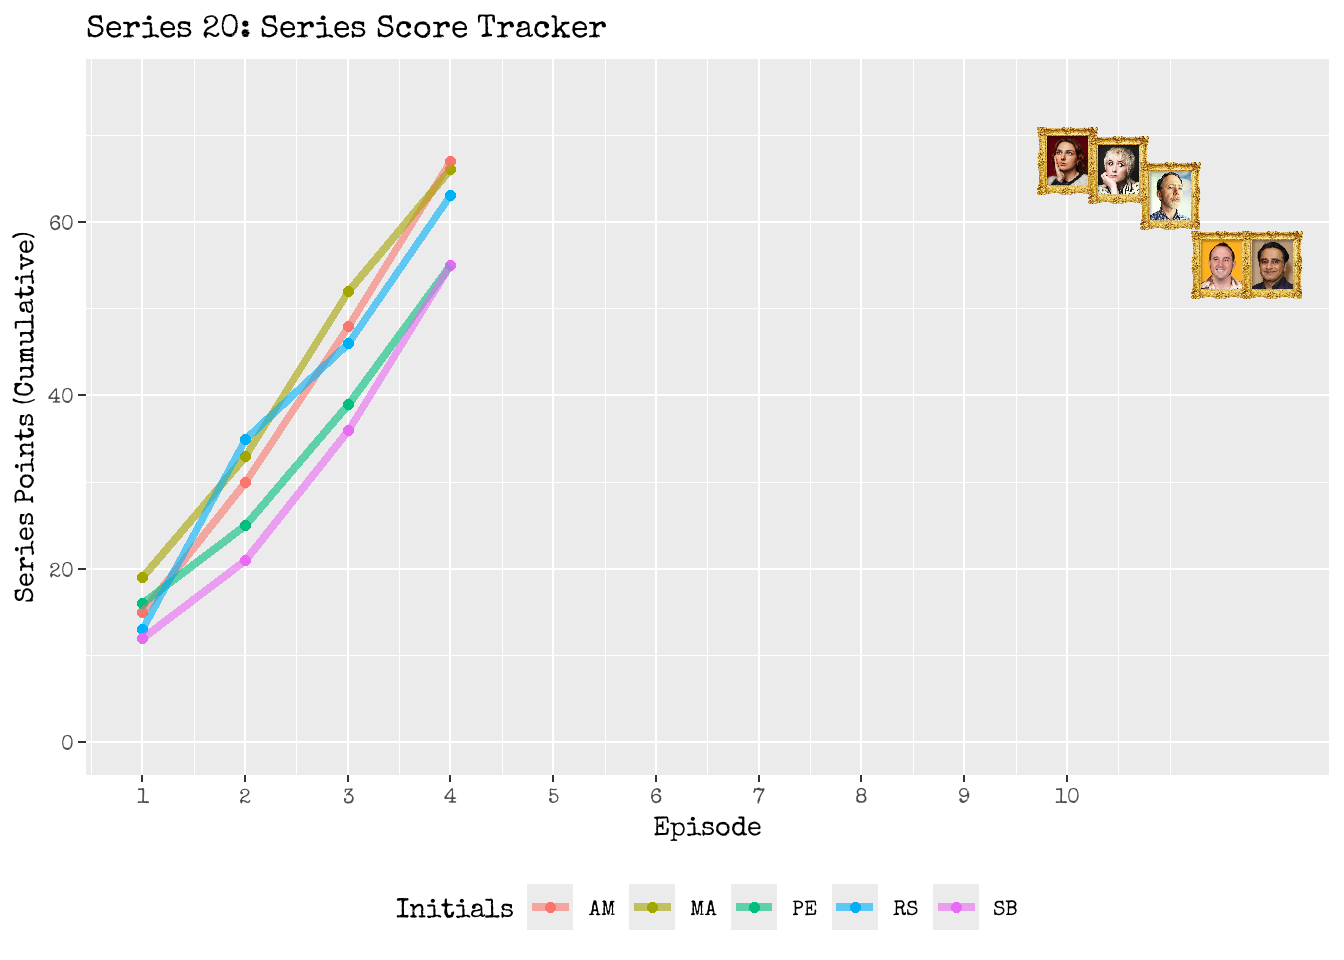 Series 20: Series Score Tracker
Series Points (Cumulative)
60
40
20
0
1 2 3 4 5 6 7 8 9 10
Episode
Initials AM MA PE RS SB